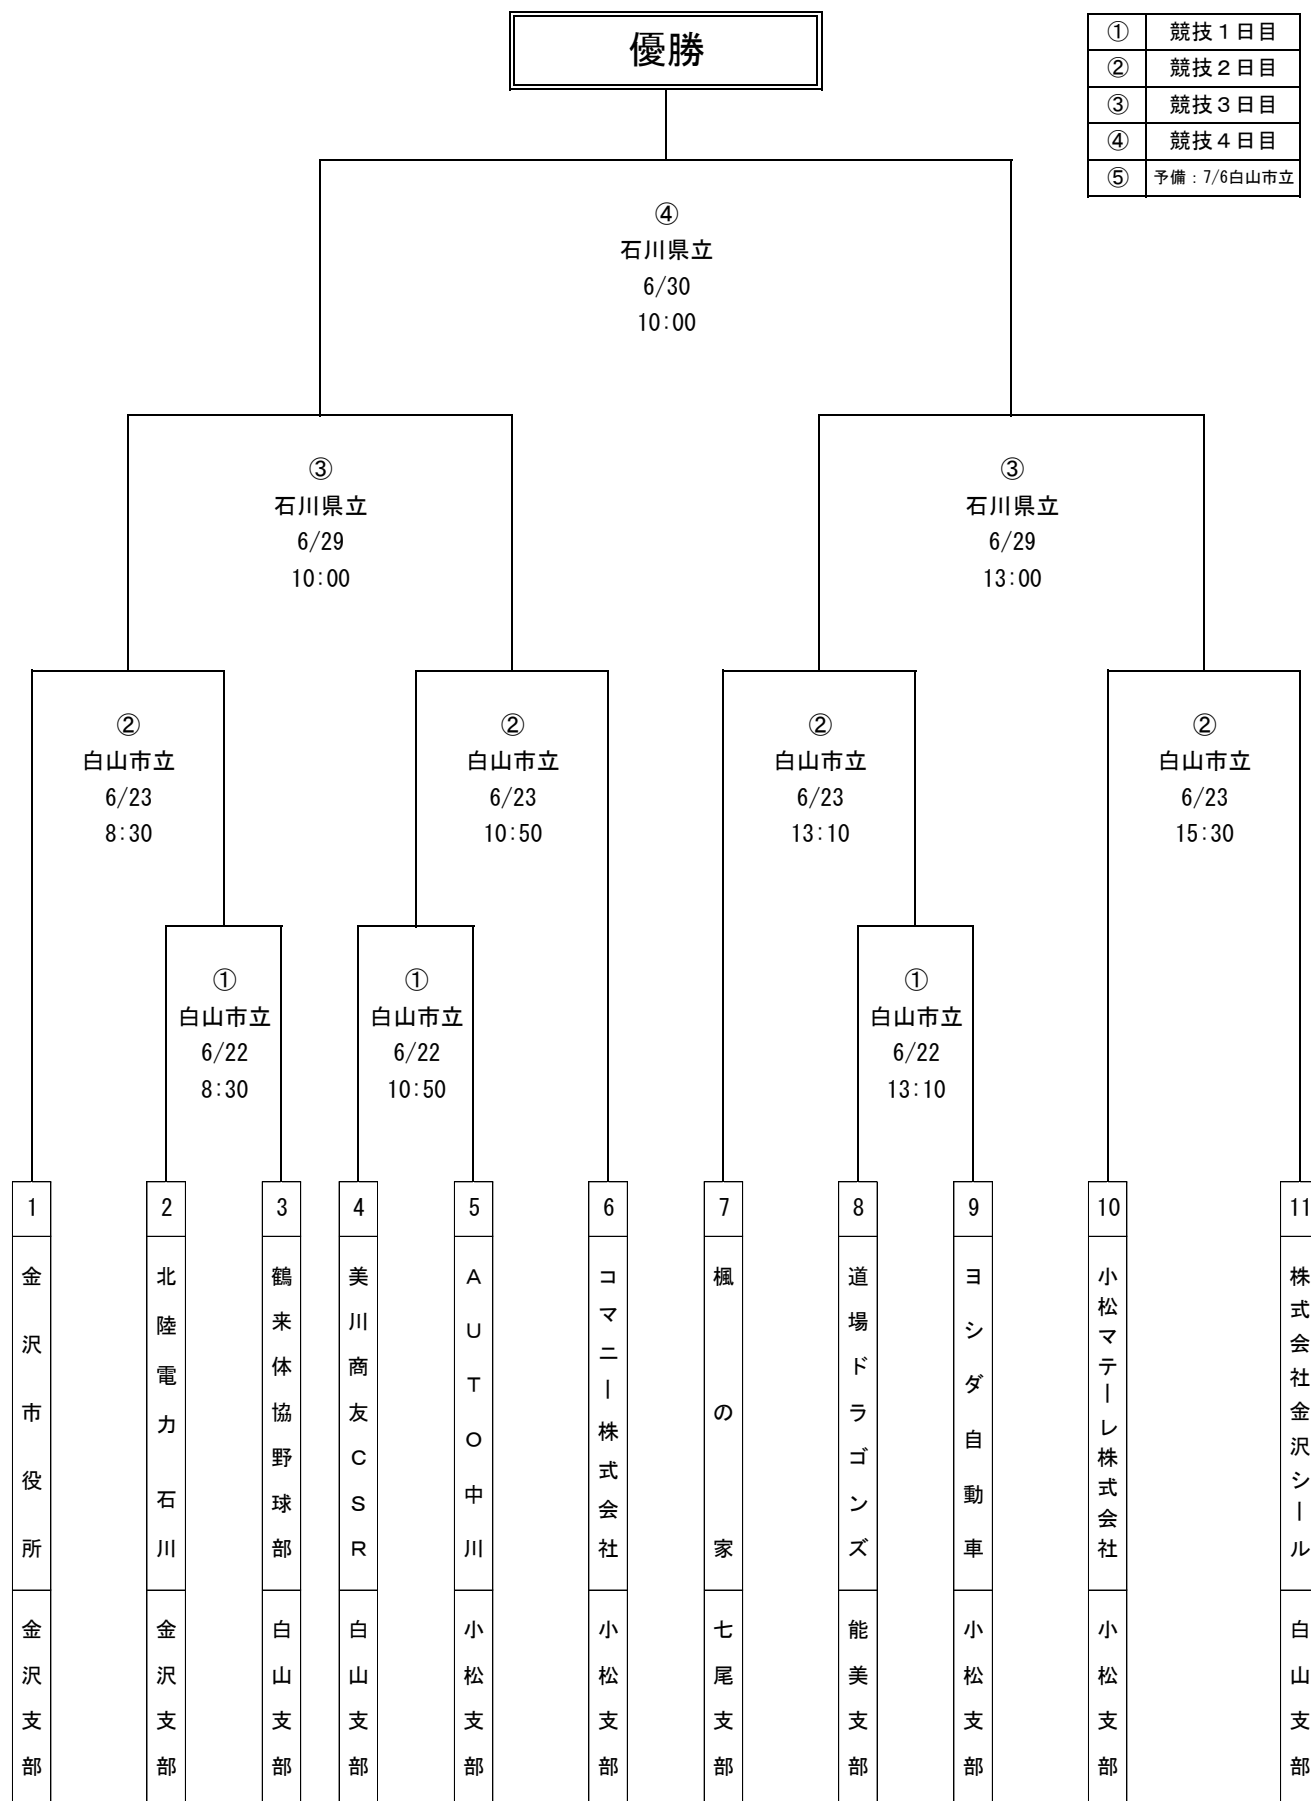 優勝
① 競技１日目
② 競技２日目
③ 競技３日目
④ 競技４日目
⑤ 予備：7/6白山市立
④
石川県立
6/30
10:00
③
石川県立
6/29
10:00
③
石川県立
6/29
13:00
②
白山市立
6/23
8:30
②
白山市立
6/23
10:50
②
白山市立
6/23
13:10
②
白山市立
6/23
15:30
①
白山市立
6/22
8:30
①
白山市立
6/22
10:50
①
白山市立
6/22
13:10
1
金沢市役所
金沢支部
2
北陸電力 石川
金沢支部
3
鶴来体協野球部
白山支部
4
美川商友ＣＳＲ
白山支部
5
ＡＵＴＯ中川
小松支部
6
コマニー株式会社
小松支部
7
楓の家
七尾支部
8
道場ドラゴンズ
能美支部
9
ヨシダ自動車
小松支部
10
小松マテーレ株式会社
小松支部
11
株式会社金沢シール
白山支部